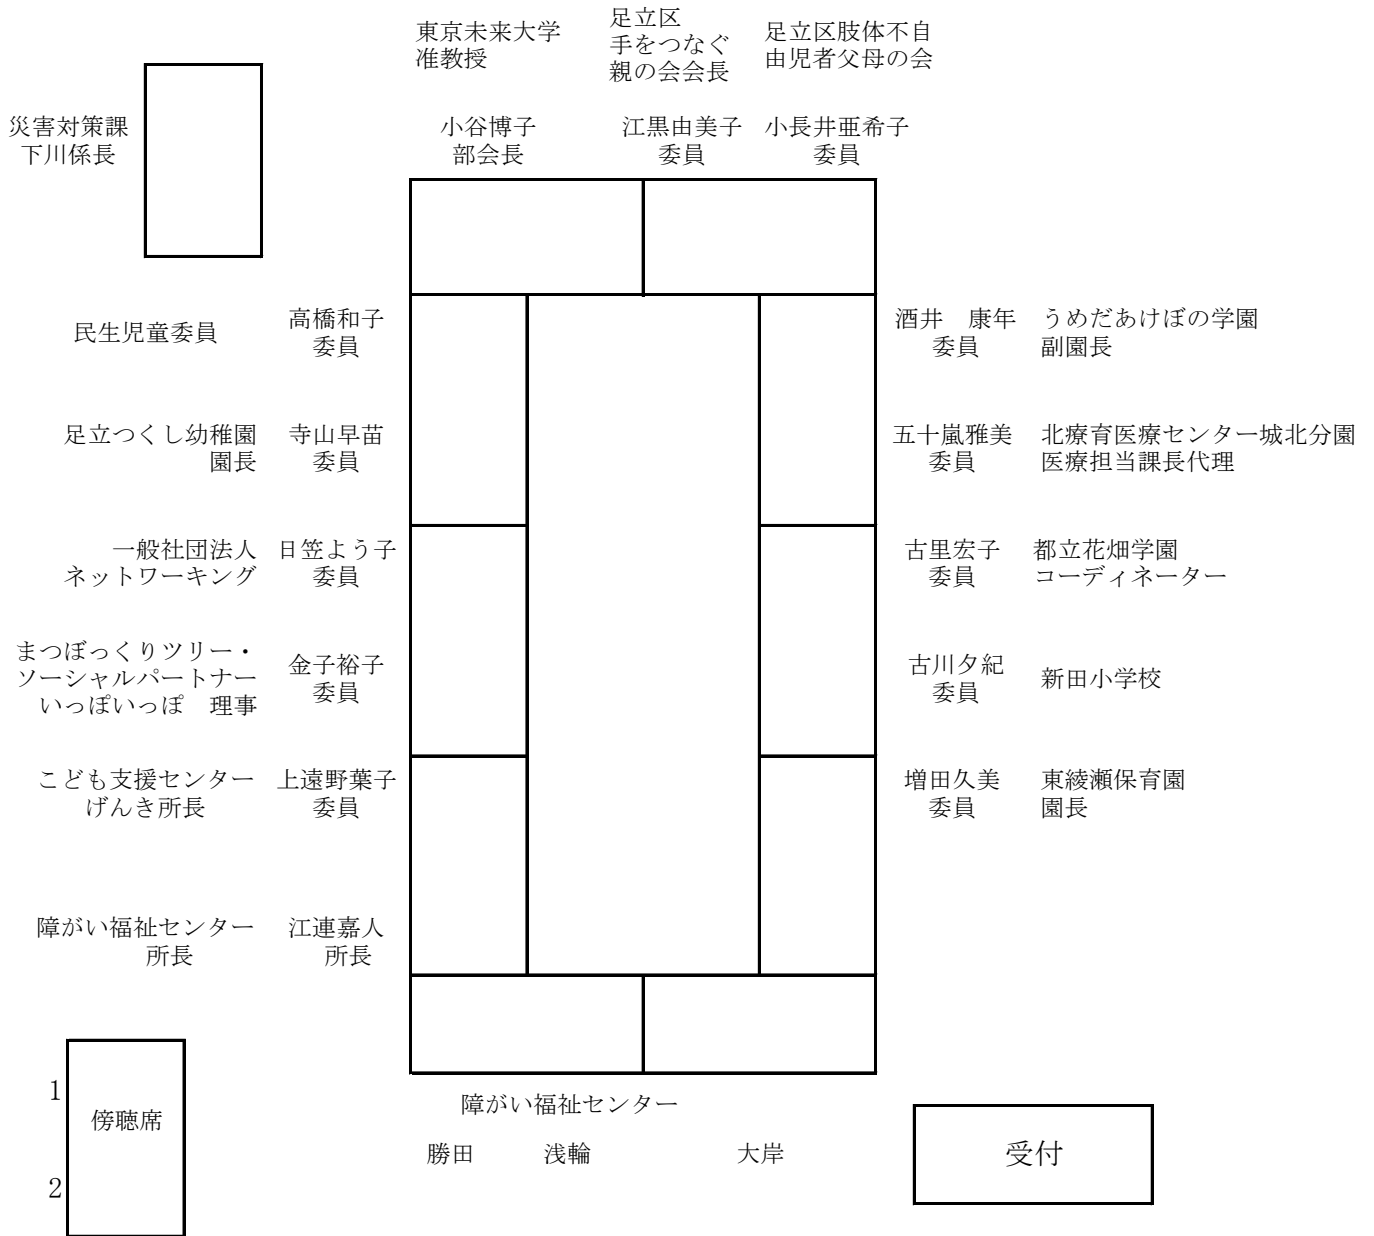 東京未来大学
准教授
足立区
手をつなぐ
親の会会長
足立区肢体不自
由児者父母の会
災害対策課
下川係長
小谷博子
部会長
江黒由美子
委員
小長井亜希子
委員
民生児童委員
高橋和子
委員
酒井　康年
委員
うめだあけぼの学園
副園長
足立つくし幼稚園
園長
寺山早苗
委員
五十嵐雅美
委員
北療育医療センター城北分園
医療担当課長代理
一般社団法人
ネットワーキング
日笠よう子
委員
古里宏子
委員
都立花畑学園
コーディネーター
まつぼっくりツリー・
ソーシャルパートナー
いっぽいっぽ　理事
金子裕子
委員
古川夕紀
委員
新田小学校
こども支援センター
げんき所長
上遠野葉子
委員
増田久美
委員
東綾瀬保育園
園長
障がい福祉センター
所長
江連嘉人
所長
1
傍聴席
2
障がい福祉センター
勝田　浅輪　大岸
受付